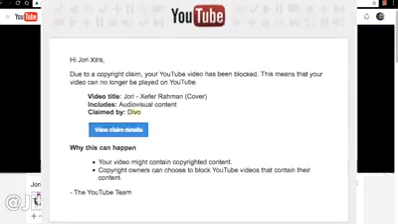 YouTube
Hi Jori Xtra,
Due to a copyright claim, your YouTube video has been blocked. This means that your
video can no longer be played on YouTube.
Video title: Jori - Xefer Rahman (Cover)
Includes: Audiovisual content
Claimed by: Divo
View claim details
Why this can happen
Your video might contain copyrighted content.
Copyright owners can choose to block YouTube videos that contain their
content.
- The YouTube Team